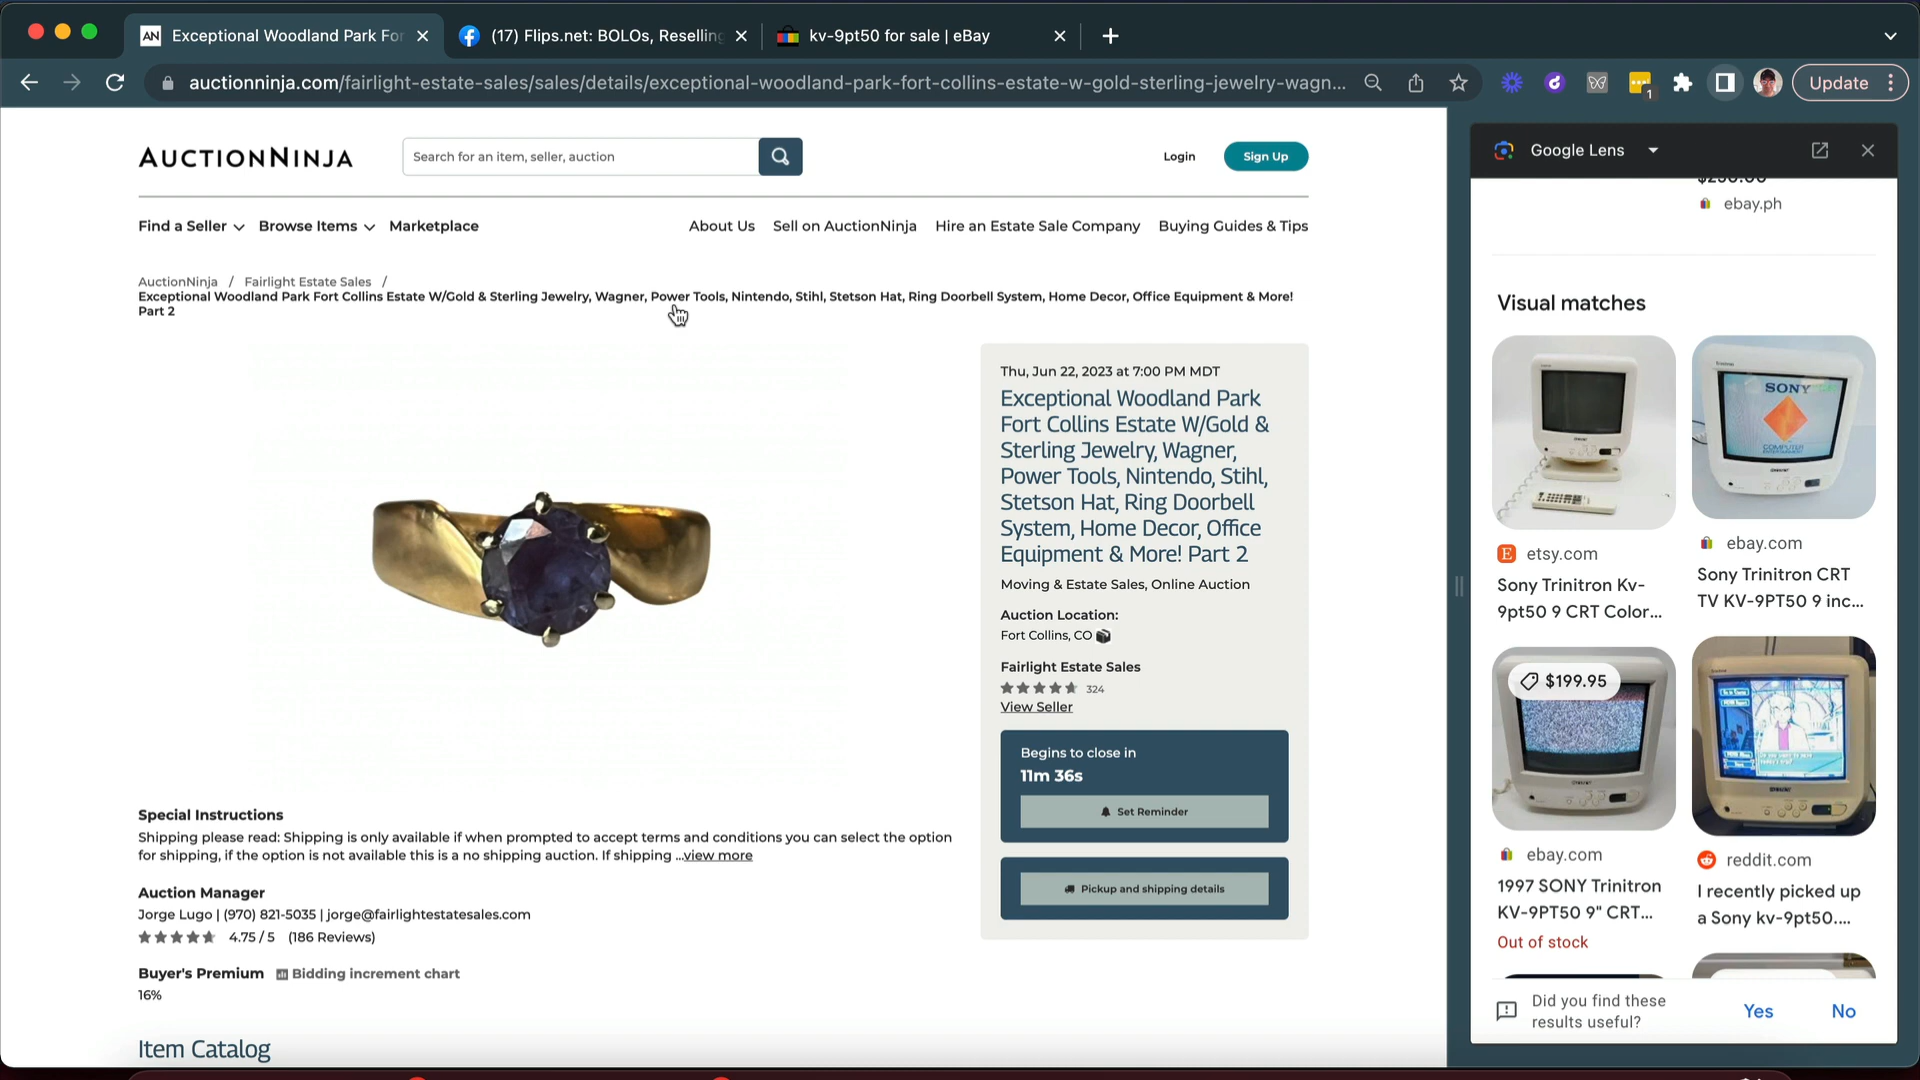 AN Exceptional Woodland Park For
(17) Flips.net: BOLOs, Reselling
kv-9pt50 for sale | eBay
auctionninja.com/fairlight-estate-sales/sales/details/exceptional-woodland-park-fort-collins-estate-w-gold-sterling-jewelry-wagn...
1
Update
AUCTIONNINJA
Search for an item, seller, auction
Login
Sign Up
Find a Seller
Browse Items
Marketplace
About Us
Sell on AuctionNinja
Hire an Estate Sale Company
Buying Guides & Tips
AuctionNinja / Fairlight Estate Sales /
Exceptional Woodland Park Fort Collins Estate W/Gold & Sterling Jewelry, Wagner, Power Tools, Nintendo, Stihl, Stetson Hat, Ring Doorbell System, Home Decor, Office Equipment & More!
Part 2
Thu, Jun 22, 2023 at 7:00 PM MDT
Exceptional Woodland Park
Fort Collins Estate W/Gold &
Sterling Jewelry, Wagner,
Power Tools, Nintendo, Stihl,
Stetson Hat, Ring Doorbell
System, Home Decor, Office
Equipment & More! Part 2
Moving & Estate Sales, Online Auction
Auction Location:
Fort Collins, CO
Fairlight Estate Sales
324
View Seller
Begins to close in
11m 36s
Set Reminder
Pickup and shipping details
Special Instructions
Shipping please read: Shipping is only available if when prompted to accept terms and conditions you can select the option
for shipping, if the option is not available this is a no shipping auction. If shipping ...view more
Auction Manager
Jorge Lugo | (970) 821-5035 | jorge@fairlightestatesales.com
4.75 / 5 (186 Reviews)
Buyer's Premium
Bidding increment chart
16%
Item Catalog
Google Lens
$250.00
ebay.ph
Visual matches
SONY
COMPUTER
ENTERTAINMENT
etsy.com
Sony Trinitron Kv-
9pt50 9 CRT Color...
ebay.com
Sony Trinitron CRT
TV KV-9PT50 9 inc...
$199.95
ebay.com
1997 SONY Trinitron
KV-9PT50 9" CRT...
Out of stock
reddit.com
I recently picked up
a Sony kv-9pt50....
Did you find these
results useful?
Yes
No